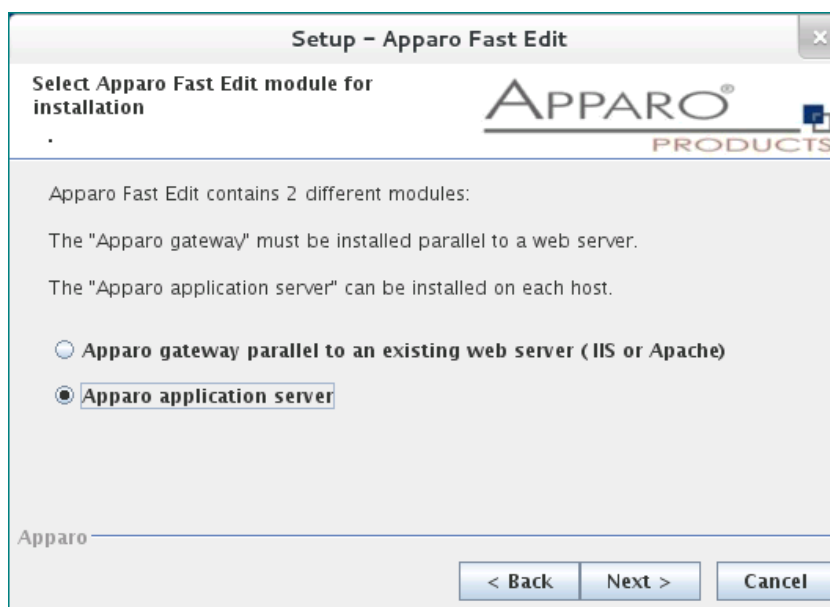 Setup - Apparo Fast Edit
Select Apparo Fast Edit module for
installation
.
APPARO®
PRODUCTS
Apparo Fast Edit contains 2 different modules:
The "Apparo gateway" must be installed parallel to a web server.
The "Apparo application server" can be installed on each host.
Apparo gateway parallel to an existing web server ( IIS or Apache)
Apparo application server
Apparo
< Back
Next >
Cancel